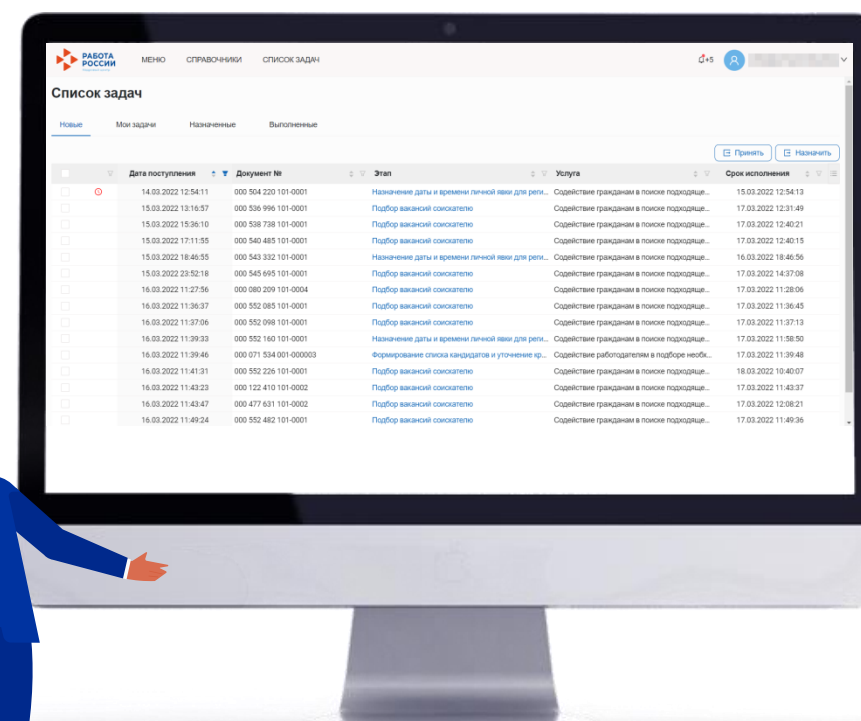 РАБОТА РОССИИ МЕНЮ СПРАВОЧНИКИ СПИСОК ЗАДАЧ +5
Список задач
Новые Мои задачи Назначенные Выполненные
Принять Назначить
Дата поступления Документ № Этап Услуга Срок исполнения
14.03.2022 12:54:11 000 504 220 101-0001 Назначение даты и времени личной явки для реги... Содействие гражданам в поиске подходяще... 15.03.2022 12:54:13
15.03.2022 13:16:57 000 536 996 101-0001 Подбор вакансий соискателю Содействие гражданам в поиске подходяще... 17.03.2022 12:31:49
15.03.2022 15:36:10 000 538 738 101-0001 Подбор вакансий соискателю Содействие гражданам в поиске подходяще... 17.03.2022 12:40:21
15.03.2022 17:11:55 000 540 485 101-0001 Подбор вакансий соискателю Содействие гражданам в поиске подходяще... 17.03.2022 12:40:15
15.03.2022 18:46:55 000 543 332 101-0001 Назначение даты и времени личной явки для реги... Содействие гражданам в поиске подходяще... 16.03.2022 18:46:56
15.03.2022 23:52:18 000 545 695 101-0001 Подбор вакансий соискателю Содействие гражданам в поиске подходяще... 17.03.2022 14:37:08
16.03.2022 11:27:56 000 080 209 101-0004 Подбор вакансий соискателю Содействие гражданам в поиске подходяще... 17.03.2022 11:28:06
16.03.2022 11:36:37 000 552 085 101-0001 Подбор вакансий соискателю Содействие гражданам в поиске подходяще... 17.03.2022 11:36:45
16.03.2022 11:37:06 000 552 098 101-0001 Подбор вакансий соискателю Содействие гражданам в поиске подходяще... 17.03.2022 11:37:13
16.03.2022 11:39:33 000 552 160 101-0001 Назначение даты и времени личной явки для реги... Содействие гражданам в поиске подходяще... 17.03.2022 11:58:50
16.03.2022 11:39:46 000 071 534 001-000003 Формирование списка кандидатов и уточнение кр... Содействие работодателям в подборе необх... 17.03.2022 11:39:48
16.03.2022 11:41:31 000 552 226 101-0001 Подбор вакансий соискателю Содействие гражданам в поиске подходяще... 18.03.2022 10:40:07
16.03.2022 11:43:23 000 122 410 101-0002 Подбор вакансий соискателю Содействие гражданам в поиске подходяще... 17.03.2022 11:43:37
16.03.2022 11:43:47 000 477 631 101-0002 Подбор вакансий соискателю Содействие гражданам в поиске подходяще... 17.03.2022 12:08:21
16.03.2022 11:49:24 000 552 482 101-0001 Подбор вакансий соискателю Содействие гражданам в поиске подходяще... 17.03.2022 11:49:36